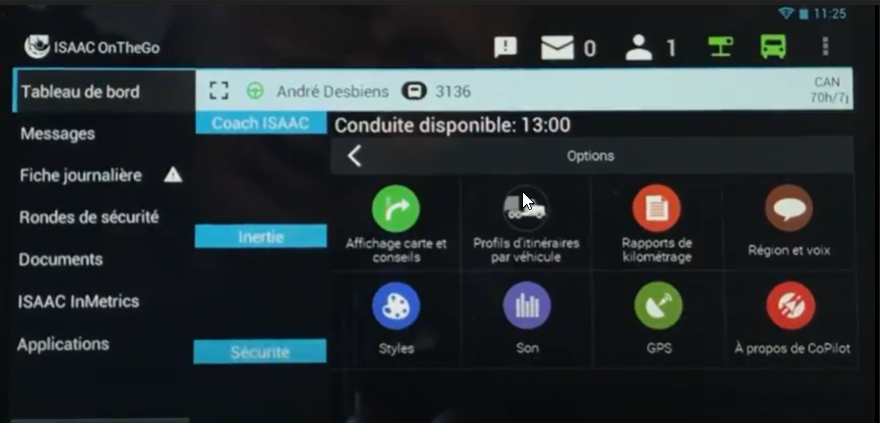 11:25
ISAAC OnTheGo
0
1
Tableau de bord
André Desbiens
3136
CAN
70h/7j
Coach ISAAC
Conduite disponible: 13:00
Messages
Options
Fiche journalière
Rondes de sécurité
Affichage carte et
conseils
Profils d'itinéraires
par véhicule
Rapports de
kilométrage
Région et voix
Inertie
Documents
ISAAC InMetrics
Applications
Styles
Son
GPS
À propos de CoPilot
Sécurité